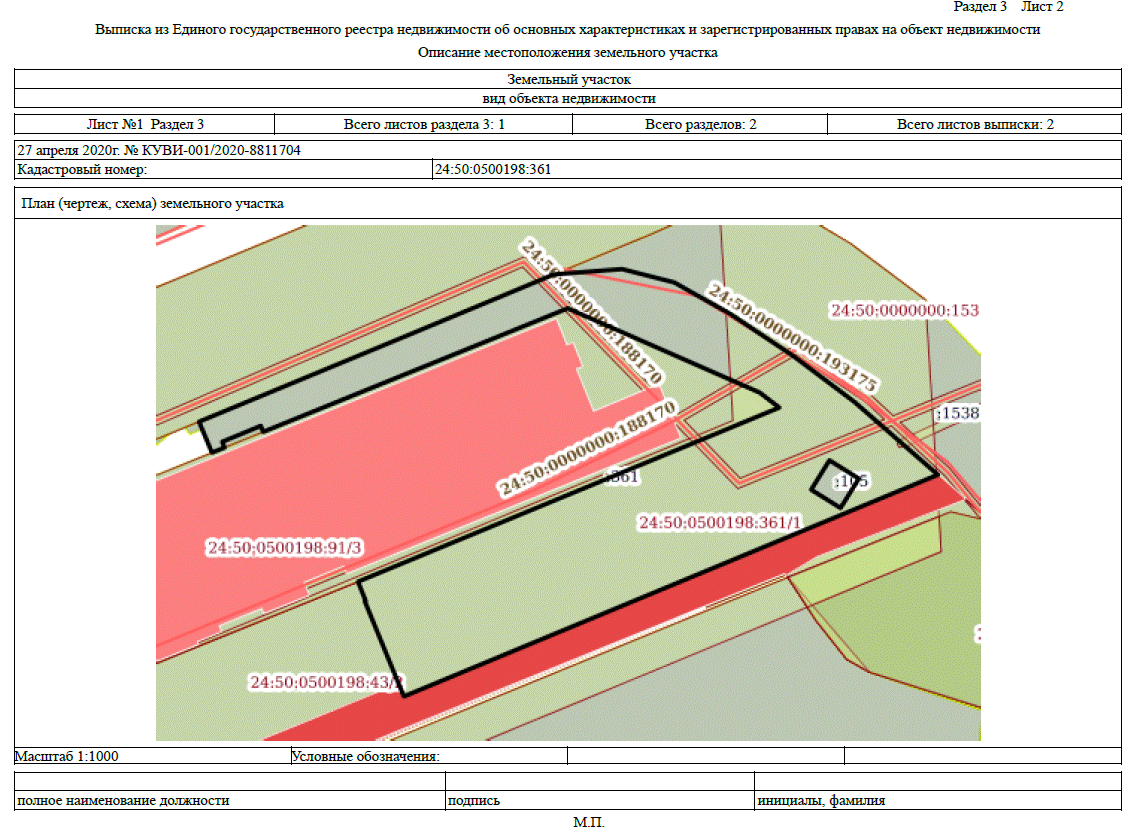 Раздел 3 Лист 2
Выписка из Единого государственного реестра недвижимости об основных характеристиках и зарегистрированных правах на объект недвижимости
Описание местоположения земельного участка
Земельный участок
вид объекта недвижимости
Лист №1 Раздел 3 Всего листов раздела 3: 1 Всего разделов: 2 Всего листов выписки: 2
27 апреля 2020г. № КУВИ-001/2020-8811704
Кадастровый номер: 24:50:0500198:361
План (чертеж, схема) земельного участка
24:50:0000000:188170
24:50:0000000:193175
24:50:0000000:153
:1538
24:50:0000000:188170
:361
:105
24:50:0500198:361/1
24:50:0500198:91/3
24:50:0500198:43/2
Масштаб 1:1000 Условные обозначения:
полное наименование должности подпись инициалы, фамилия
М.П.